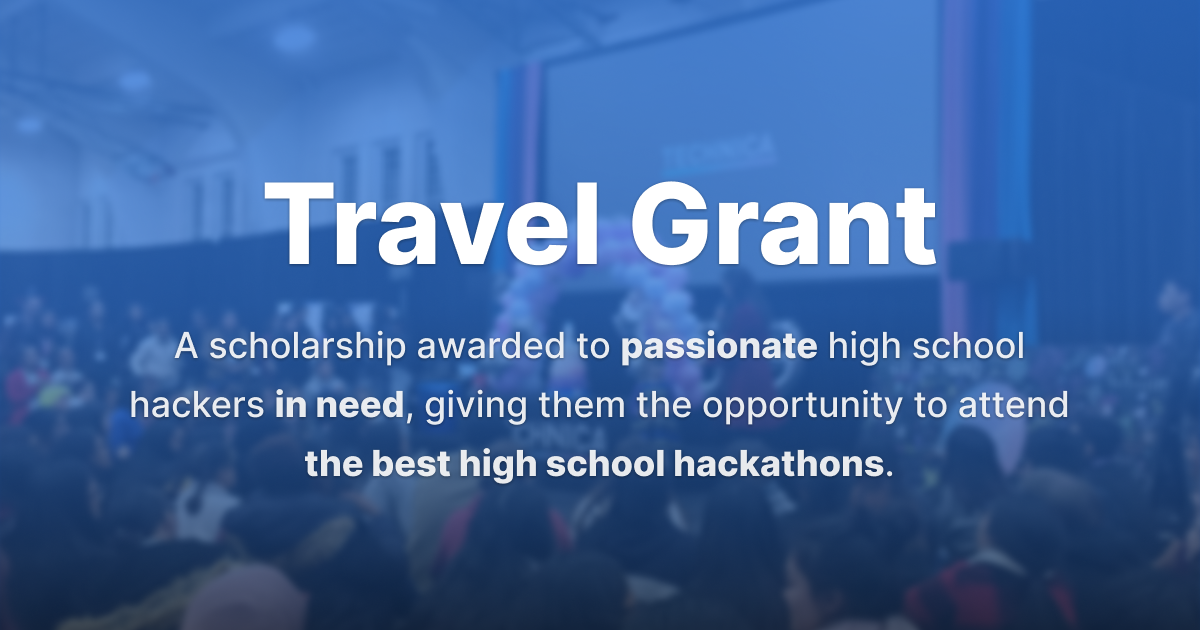 TECHNICA
Travel Grant
A scholarship awarded to passionate high school
hackers in need, giving them the opportunity to attend
the best high school hackathons.